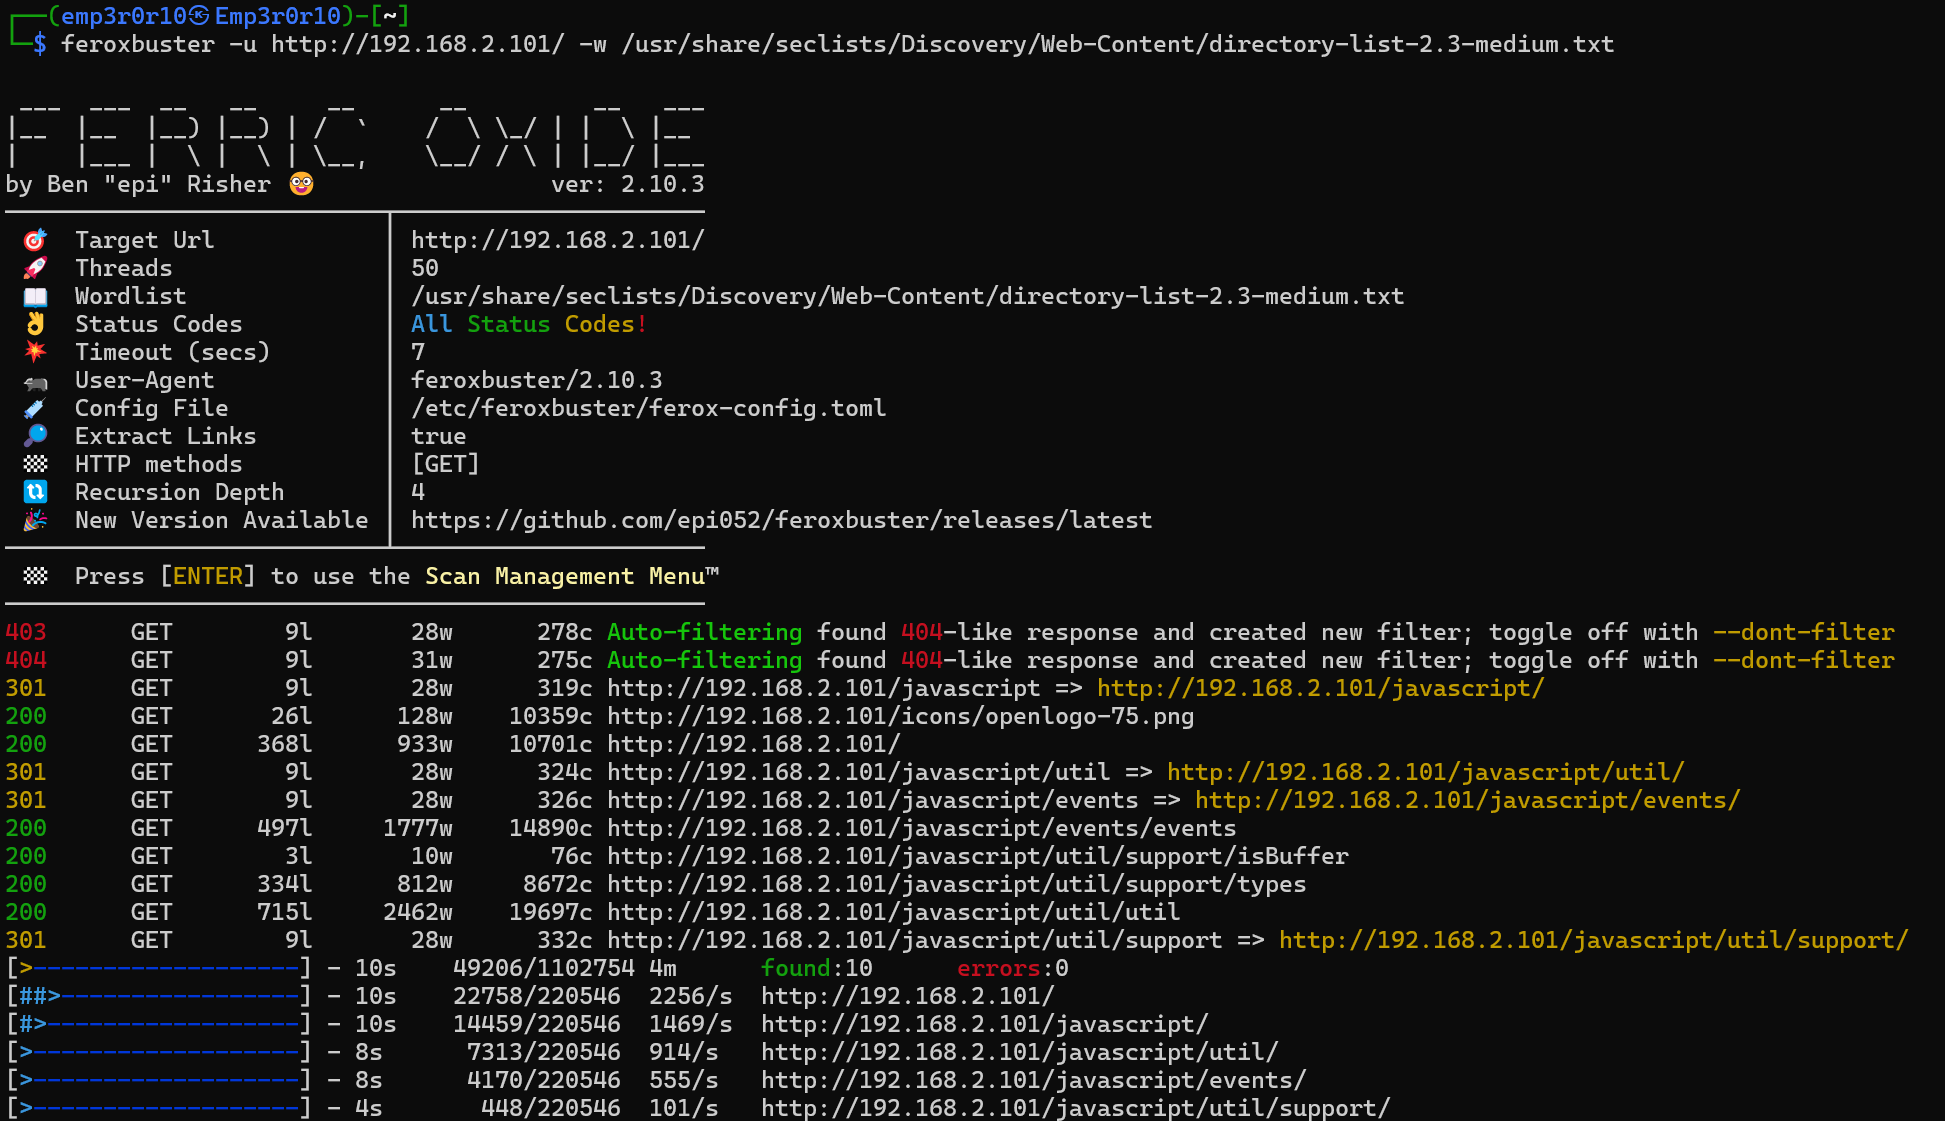 ┌──(emp3r0r10㉿Emp3r0r10)-[~]
└─$ feroxbuster -u http://192.168.2.101/ -w /usr/share/seclists/Discovery/Web-Content/directory-list-2.3-medium.txt
FERRIC OXIDE
by Ben "epi" Risher 🤓 ver: 2.10.3
🎯 Target Url │ http://192.168.2.101/
🚀 Threads │ 50
📖 Wordlist │ /usr/share/seclists/Discovery/Web-Content/directory-list-2.3-medium.txt
👌 Status Codes │ All Status Codes!
💥 Timeout (secs) │ 7
🦡 User-Agent │ feroxbuster/2.10.3
💉 Config File │ /etc/feroxbuster/ferox-config.toml
🔎 Extract Links │ true
🏁 HTTP methods │ [GET]
🔃 Recursion Depth │ 4
🎉 New Version Available │ https://github.com/epi052/feroxbuster/releases/latest
🏁 Press [ENTER] to use the Scan Management Menu™
403 GET 9l 28w 278c Auto-filtering found 404-like response and created new filter; toggle off with --dont-filter
404 GET 9l 31w 275c Auto-filtering found 404-like response and created new filter; toggle off with --dont-filter
301 GET 9l 28w 319c http://192.168.2.101/javascript => http://192.168.2.101/javascript/
200 GET 26l 128w 10359c http://192.168.2.101/icons/openlogo-75.png
200 GET 368l 933w 10701c http://192.168.2.101/
301 GET 9l 28w 324c http://192.168.2.101/javascript/util => http://192.168.2.101/javascript/util/
301 GET 9l 28w 326c http://192.168.2.101/javascript/events => http://192.168.2.101/javascript/events/
200 GET 497l 1777w 14890c http://192.168.2.101/javascript/events/events
200 GET 3l 10w 76c http://192.168.2.101/javascript/util/support/isBuffer
200 GET 334l 812w 8672c http://192.168.2.101/javascript/util/support/types
200 GET 715l 2462w 19697c http://192.168.2.101/javascript/util/util
301 GET 9l 28w 332c http://192.168.2.101/javascript/util/support => http://192.168.2.101/javascript/util/support/
[>-------------------] - 10s 49206/1102754 4m found:10 errors:0
[##>-----------------] - 10s 22758/220546 2256/s http://192.168.2.101/
[#>------------------] - 10s 14459/220546 1469/s http://192.168.2.101/javascript/
[>-------------------] - 8s 7313/220546 914/s http://192.168.2.101/javascript/util/
[>-------------------] - 8s 4170/220546 555/s http://192.168.2.101/javascript/events/
[>-------------------] - 4s 448/220546 101/s http://192.168.2.101/javascript/util/support/